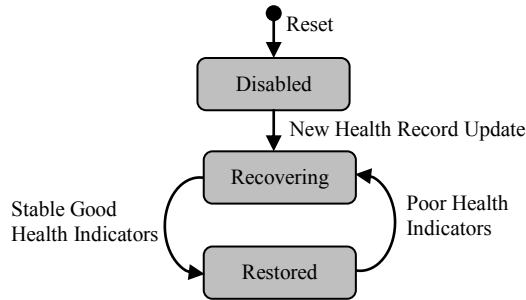 Reset
Disabled
New Health Record Update
Recovering
Stable Good
Health Indicators
Poor Health
Indicators
Restored